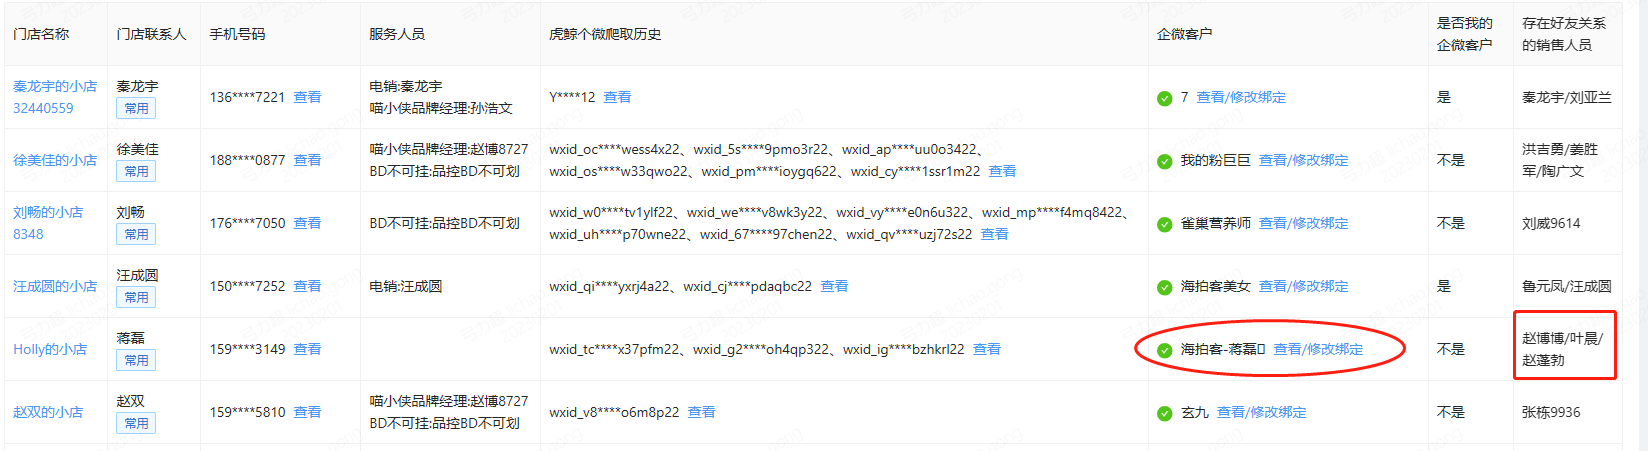 门店名称
门店联系人
手机号码
服务人员
虎鲸个微爬取历史
企微客户
是否我的
企微客户
存在好友关系
的销售人员
秦龙宇的小店
32440559
秦龙宇
常用
136****7221 查看
电销:秦龙宇
喵小侠品牌经理:孙浩文
Y****12 查看
7 查看/修改绑定
是
秦龙宇/刘亚兰
徐美佳的小店
徐美佳
常用
188****0877 查看
喵小侠品牌经理:赵博8727
BD不可挂:品控BD不可划
wxid_oc****wess4x22、wxid_5s****9pmo3r22、wxid_ap****uu0o3422、
wxid_os****w33qwo22、wxid_pm****ioygq622、wxid_cy****1ssr1m22 查看
我的粉巨巨 查看/修改绑定
不是
洪吉勇/姜胜
军/陶广文
刘畅的小店
8348
刘畅
常用
176****7050 查看
BD不可挂:品控BD不可划
wxid_w0****tv1ylf22、wxid_we****v8wk3y22、wxid_vy****e0n6u322、wxid_mp****f4mq8422、
wxid_uh****p70wne22、wxid_67****97chen22、wxid_qv****uzj72s22 查看
雀巢营养师 查看/修改绑定
不是
刘威9614
汪成圆的小店
汪成圆
常用
150****7252 查看
电销:汪成圆
wxid_qi****yxrj4a22、wxid_cj****pdaqbc22 查看
海拍客美女 查看/修改绑定
是
鲁元凤/汪成圆
Holly的小店
蒋磊
常用
159****3149 查看
wxid_tc****x37pfm22、wxid_g2****oh4qp322、wxid_ig****bzhkrl22 查看
海拍客-蒋磊 查看/修改绑定
不是
赵博博/叶晨/
赵蓬勃
赵双的小店
赵双
常用
159****5810 查看
喵小侠品牌经理:赵博8727
BD不可挂:品控BD不可划
wxid_v8****o6m8p22 查看
玄九 查看/修改绑定
不是
张栋9936